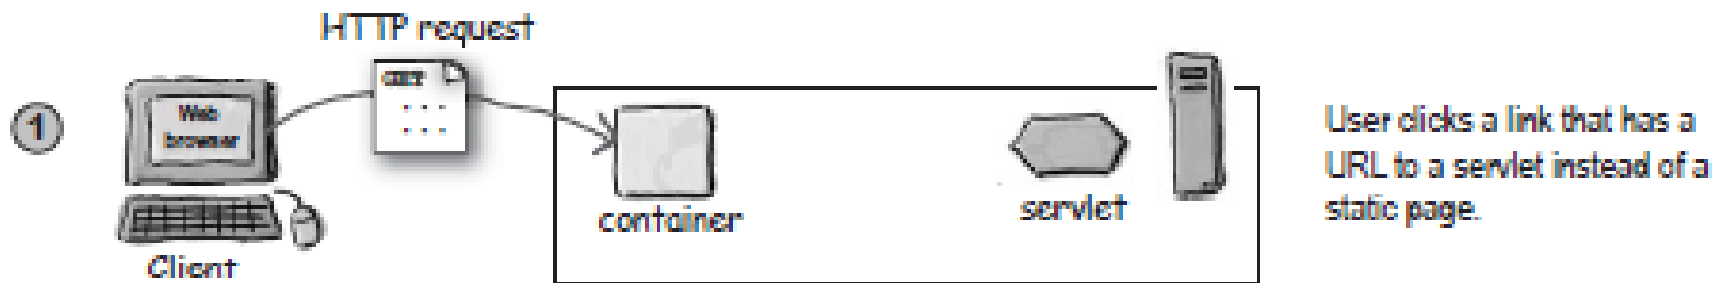 HTTP request
1
Web
browser
GET
container
servlet
Client
User clicks a link that has a
URL to a servlet instead of a
static page.